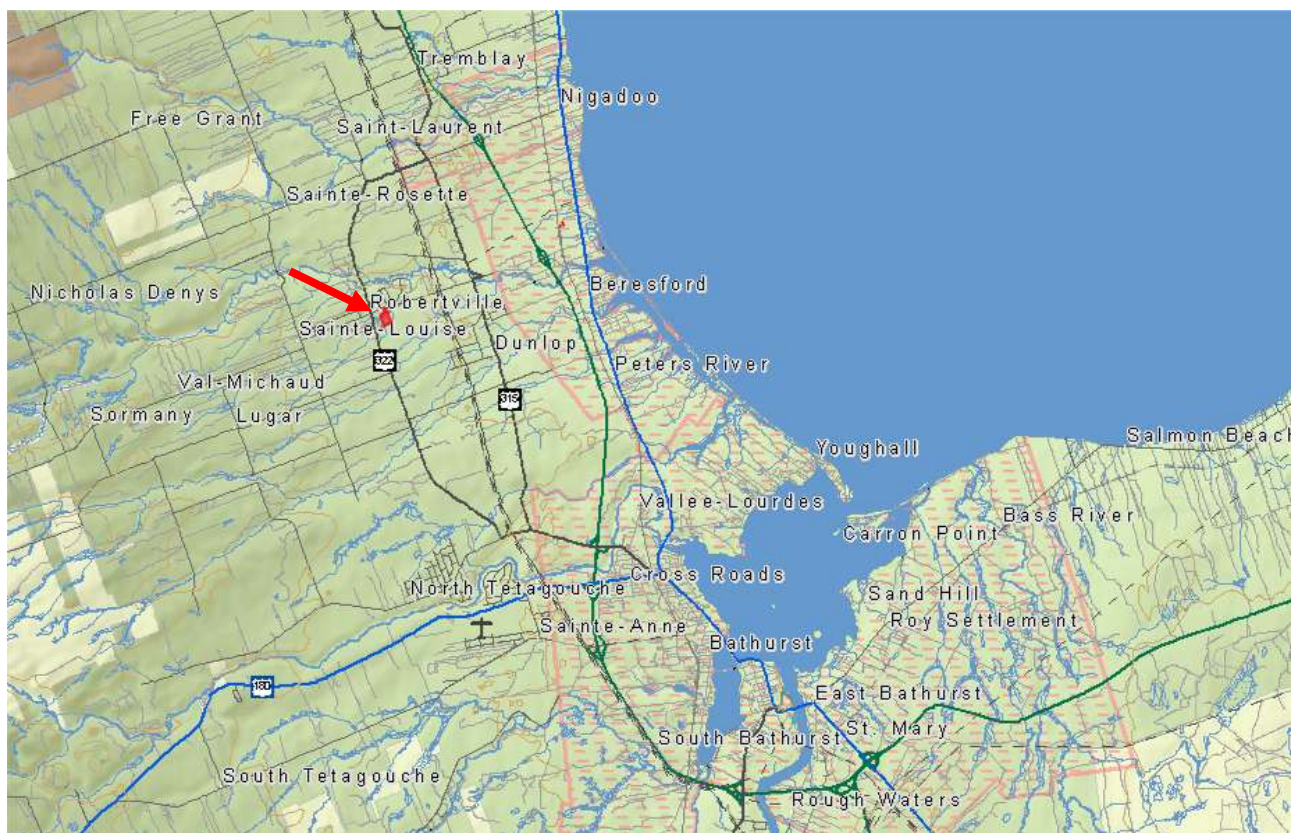 Tremblay
Nigadoo
Free Grant
Saint-Laurent
Sainte-Rosette
Nicholas Denys
Robertville
Beresford
Sainte-Louise
Dunlop
322
Peters River
Val-Michaud
315
Sormany
Lugar
Youghall
Salmon Beach
Vallee-Lourdes
Bass River
Carron Point
Cross Roads
North Tetagouche
Sand Hill
Sainte-Anne
Roy Settlement
Bathurst
180
East Bathurst
St. Mary
South Bathurst
South Tetagouche
Rough Waters